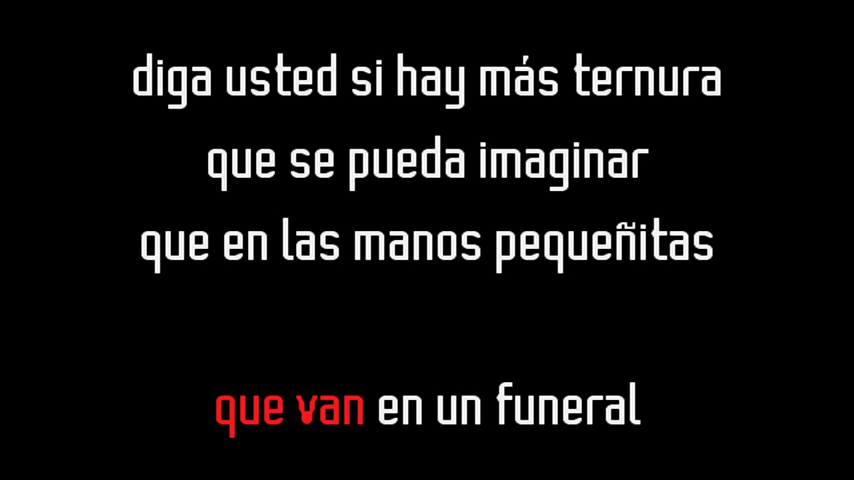 diga usted si hay más ternura
que se pueda imaginar
que en las manos pequeñitas
que van en un funeral